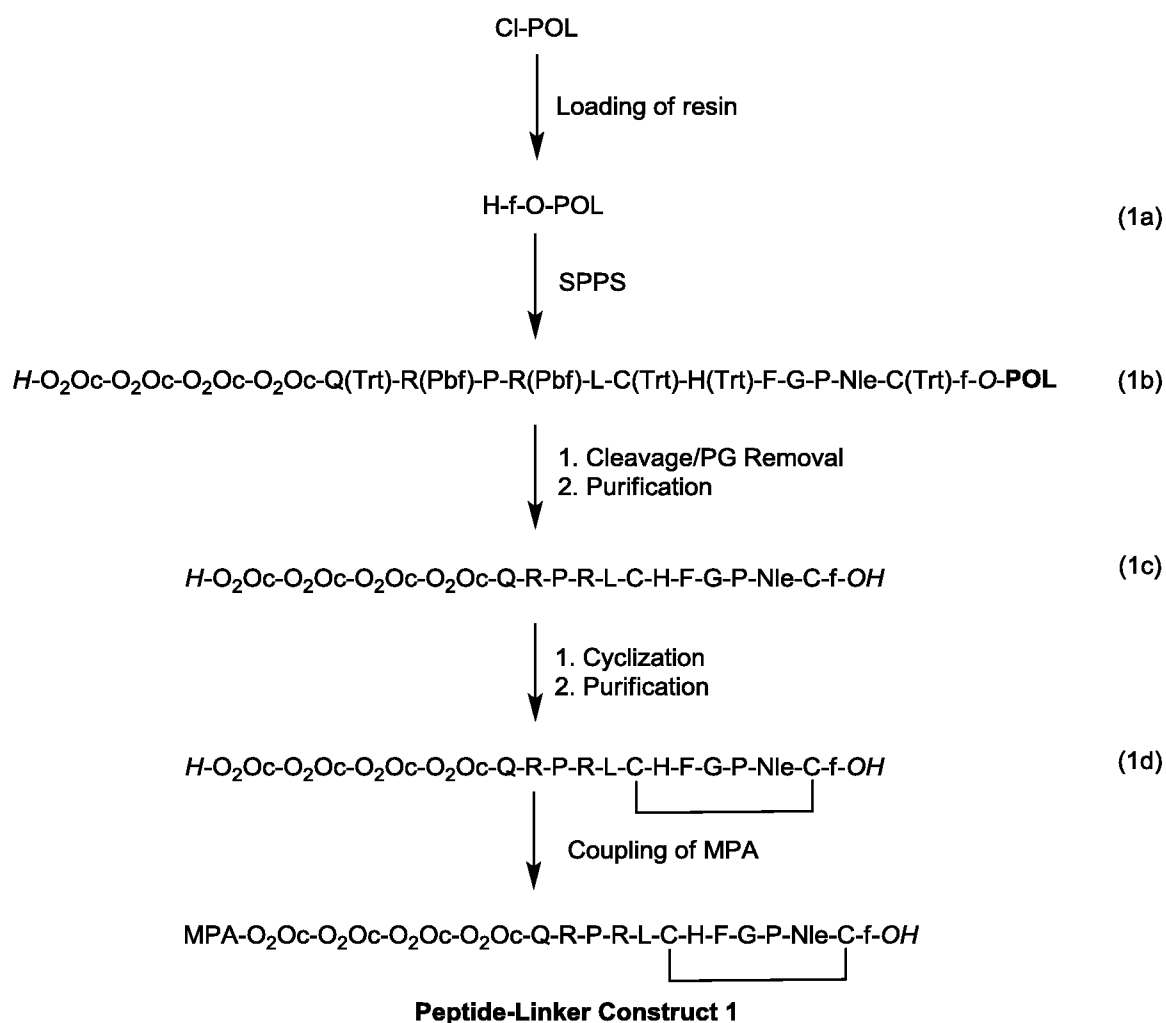 Cl-POL
Loading of resin
H-f-O-POL (1a)
SPPS
H-O₂Oc-O₂Oc-O₂Oc-O₂Oc-Q(Trt)-R(Pbf)-P-R(Pbf)-L-C(Trt)-H(Trt)-F-G-P-Nle-C(Trt)-f-O-POL (1b)
1. Cleavage/PG Removal
2. Purification
H-O₂Oc-O₂Oc-O₂Oc-O₂Oc-Q-R-P-R-L-C-H-F-G-P-Nle-C-f-OH (1c)
1. Cyclization
2. Purification
H-O₂Oc-O₂Oc-O₂Oc-O₂Oc-Q-R-P-R-L-C-H-F-G-P-Nle-C-f-OH (1d)
Coupling of MPA
MPA-O₂Oc-O₂Oc-O₂Oc-O₂Oc-Q-R-P-R-L-C-H-F-G-P-Nle-C-f-OH
Peptide-Linker Construct 1